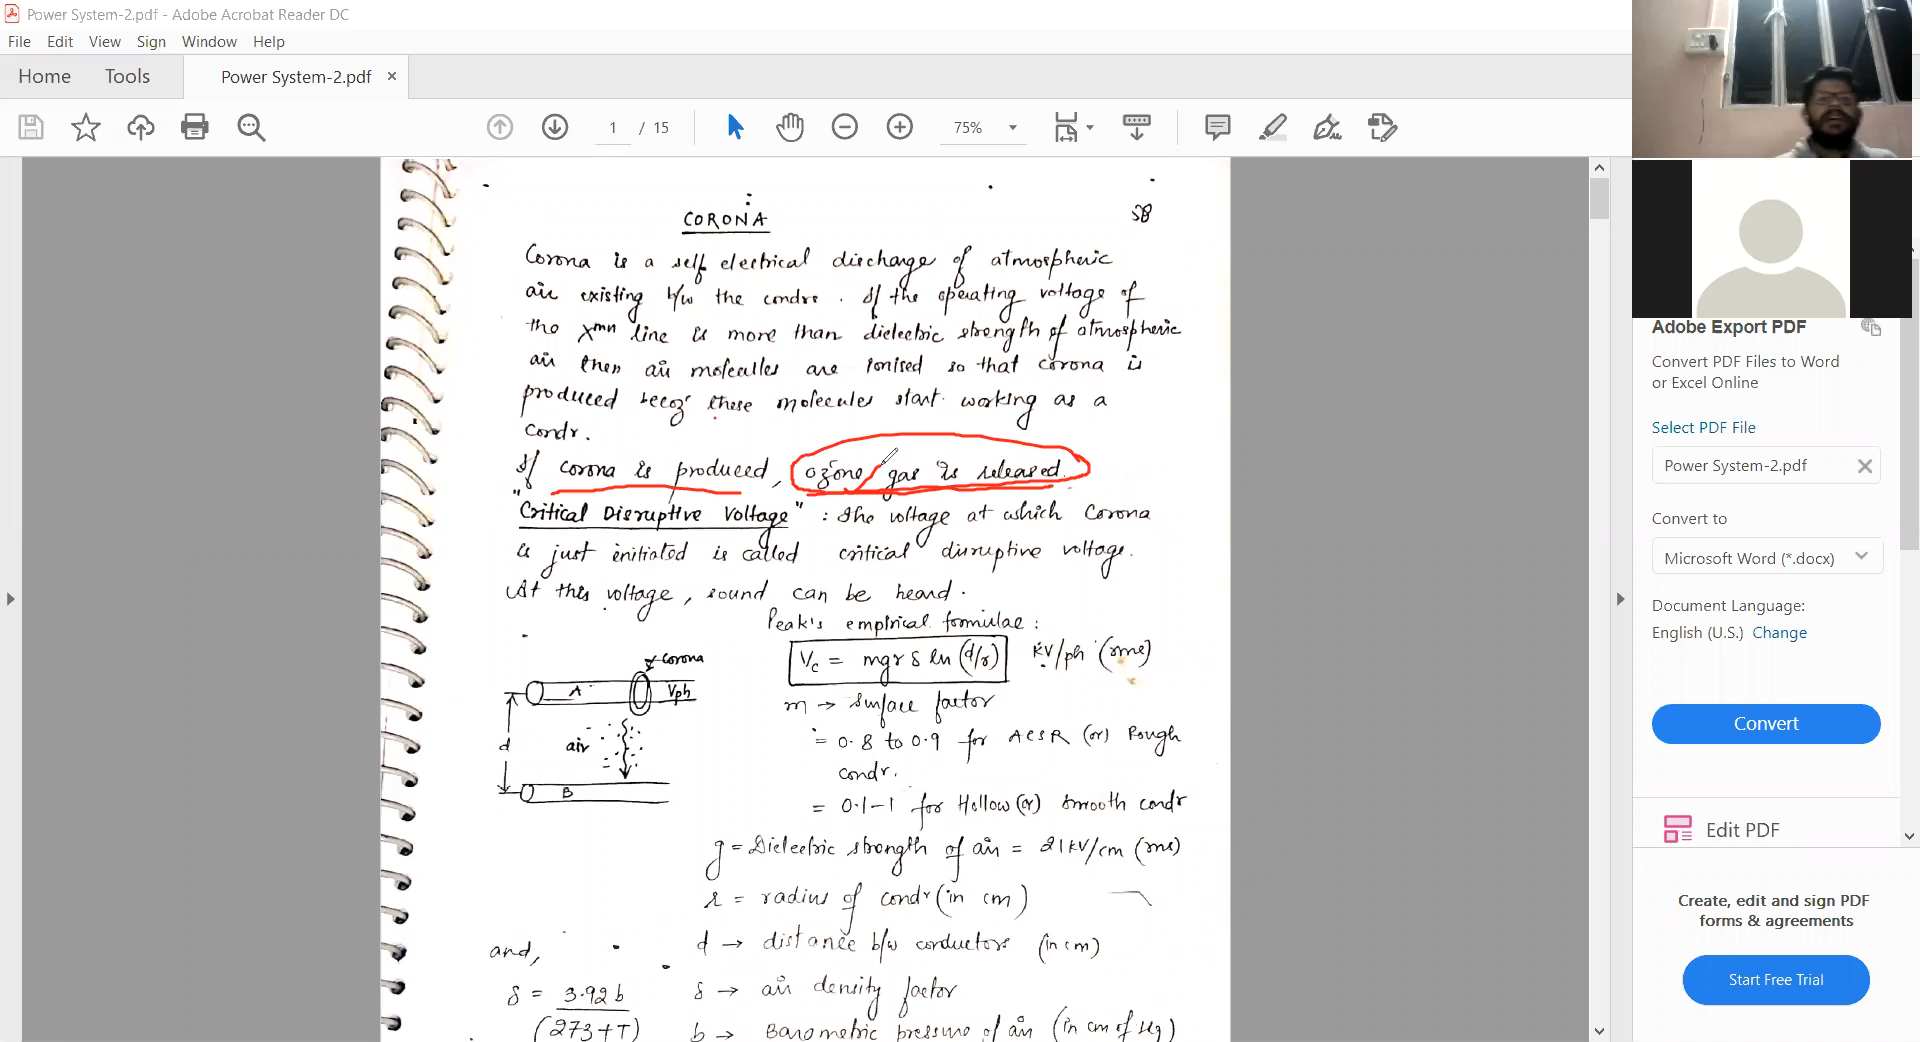 Power System-2.pdf - Adobe Acrobat Reader DC
File Edit View Sign Window Help
Home Tools Power System-2.pdf ×
1 / 15 75%
CORONA
58
Corona is a self electrical discharge of atmospheric
air existing b/w the condrs. If the operating voltage of
the Xmn line is more than dielectric strength of atmospheric
air then air molecules are ionised so that corona is
produced becoz these molecules start working as a
condr.
If corona is produced, ozone gas is released.
"Critical Disruptive Voltage" : The voltage at which Corona
is just initiated is called critical disruptive voltage.
At this voltage, sound can be heard.
Peak's empirical formulae :
Vc = mgrδ ln(d/r) KV/ph (rms)
Corona
A Vph
air
d
B
m → surface factor
= 0.8 to 0.9 for ACSR (or) Rough
condr.
= 0.1-1 for Hollow (or) smooth condr
g = Dielectric strength of air = 21KV/cm (rms)
r = radius of condr (in cm)
d → distance b/w conductors (in cm)
and,
δ = 3.92b
(273+T)
δ → air density factor
b → Barometric pressure of air (in cm of Hg)
Adobe Export PDF
Convert PDF Files to Word
or Excel Online
Select PDF File
Power System-2.pdf ×
Convert to
Microsoft Word (*.docx)
Document Language:
English (U.S.) Change
Convert
Edit PDF
Create, edit and sign PDF
forms & agreements
Start Free Trial